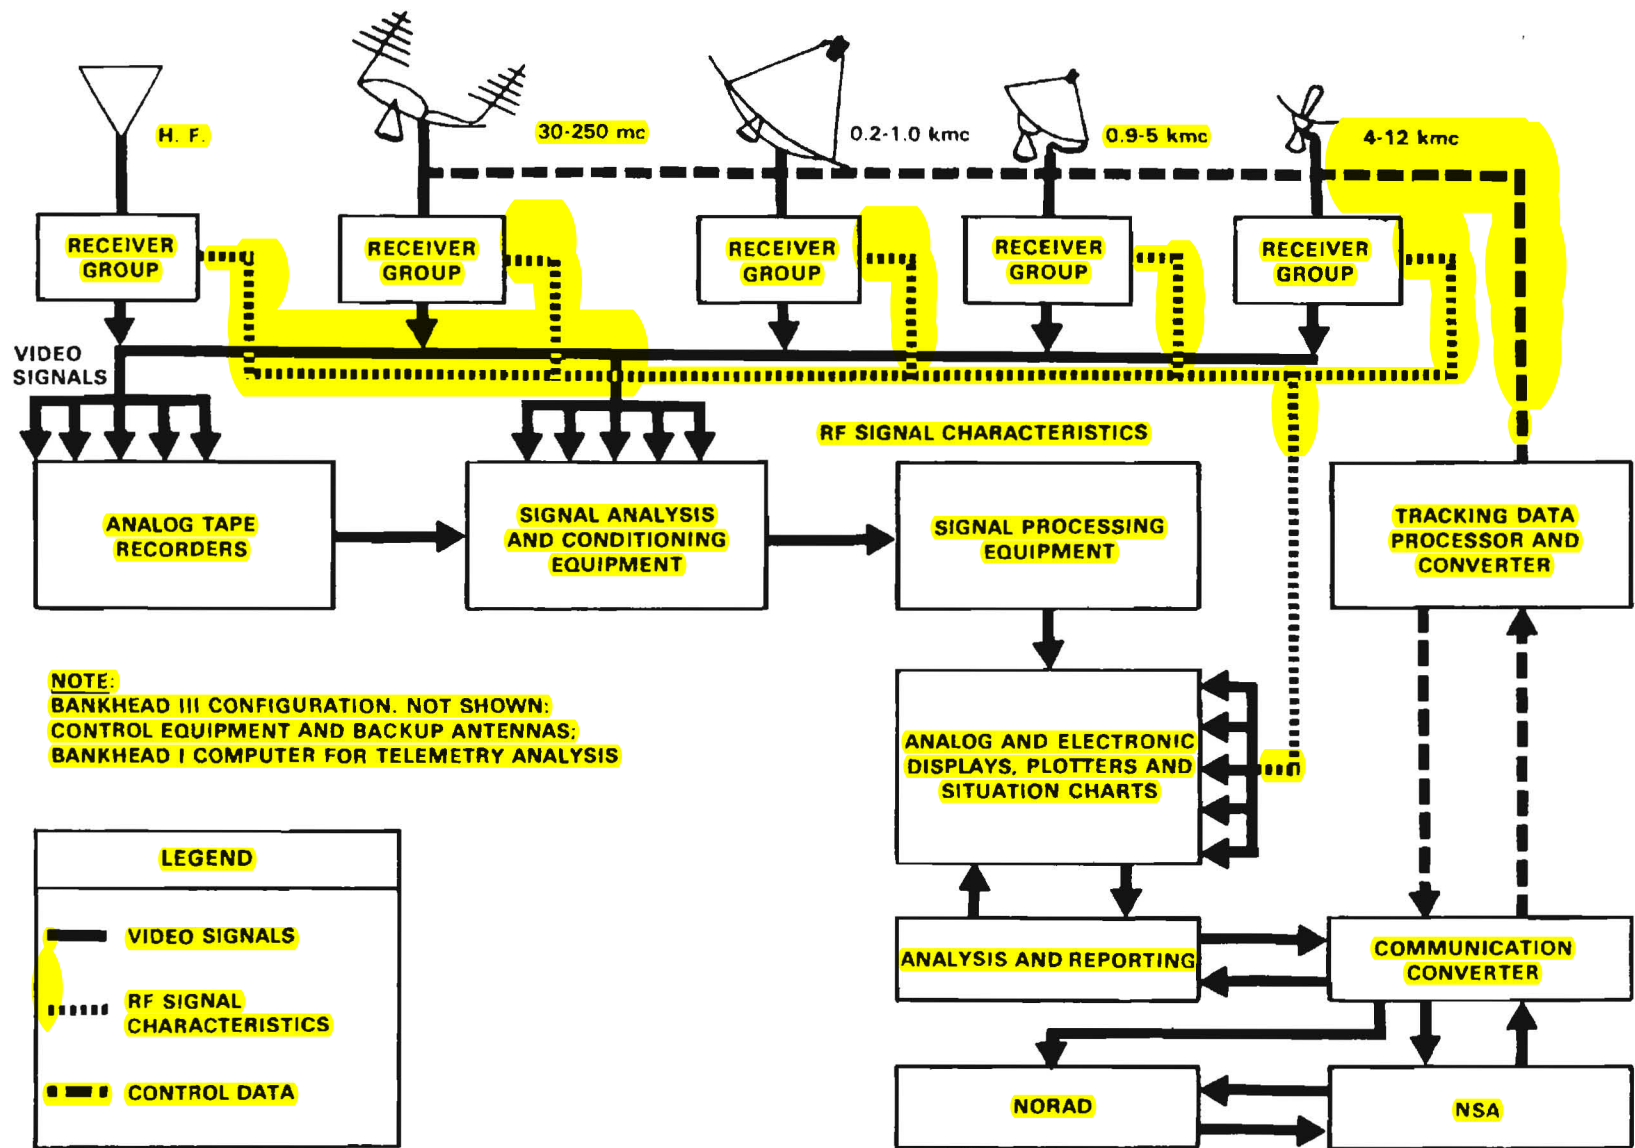 H. F.
30-250 mc
0.2-1.0 kmc
0.9-5 kmc
4-12 kmc
RECEIVER
GROUP
RECEIVER
GROUP
RECEIVER
GROUP
RECEIVER
GROUP
RECEIVER
GROUP
VIDEO
SIGNALS
RF SIGNAL CHARACTERISTICS
ANALOG TAPE
RECORDERS
SIGNAL ANALYSIS
AND CONDITIONING
EQUIPMENT
SIGNAL PROCESSING
EQUIPMENT
TRACKING DATA
PROCESSOR AND
CONVERTER
NOTE:
BANKHEAD III CONFIGURATION. NOT SHOWN:
CONTROL EQUIPMENT AND BACKUP ANTENNAS;
BANKHEAD I COMPUTER FOR TELEMETRY ANALYSIS
ANALOG AND ELECTRONIC
DISPLAYS, PLOTTERS AND
SITUATION CHARTS
LEGEND
VIDEO SIGNALS
RF SIGNAL
CHARACTERISTICS
CONTROL DATA
ANALYSIS AND REPORTING
COMMUNICATION
CONVERTER
NORAD
NSA